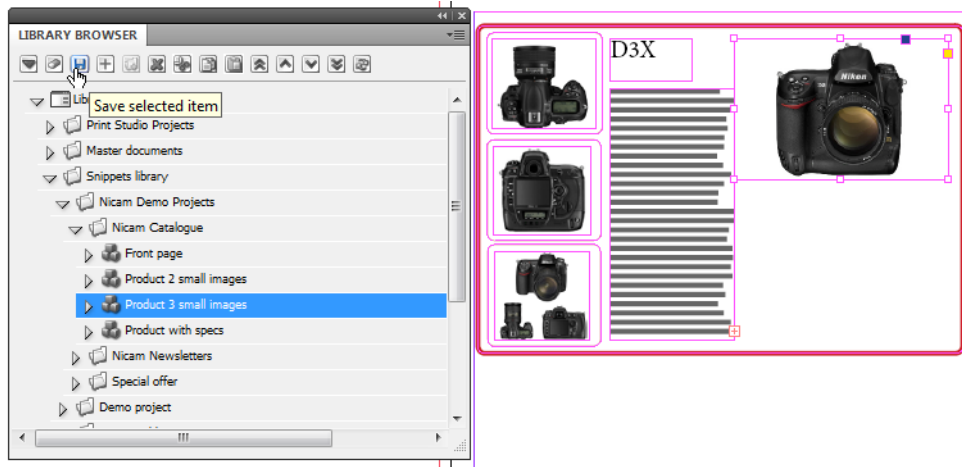 LIBRARY BROWSER
Save selected item
Print Studio Projects
Master documents
Snippets library
Nicam Demo Projects
Nicam Catalogue
Front page
Product 2 small images
Product 3 small images
Product with specs
Nicam Newsletters
Special offer
Demo project
D3X
Nikon